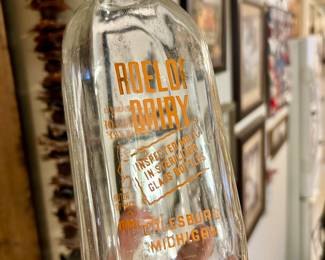 ROELOF
DAIRY
INSPECTED MILK
IN STERILIZED
GLASS BOTTLES
GALESBURG
MICHIGAN